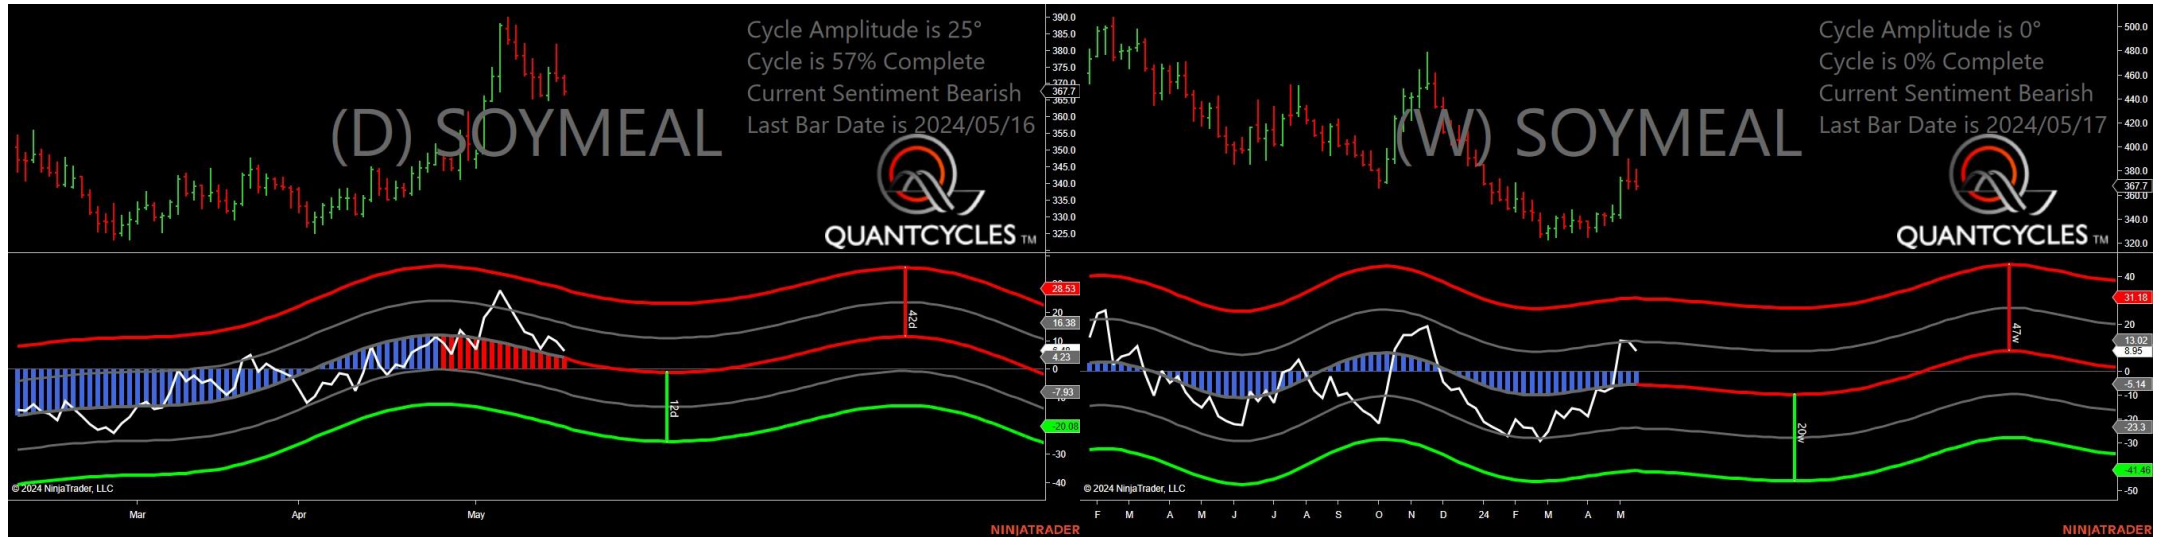 Cycle Amplitude is 25°
Cycle is 57% Complete
Current Sentiment Bearish
Last Bar Date is 2024/05/16
(D) SOYMEAL
QUANTCYCLES TM
390.0
385.0
380.0
375.0
370.0
367.7
365.0
360.0
355.0
350.0
345.0
340.0
335.0
330.0
325.0
28.53
20
16.38
10
4.23
0
-7.93
-20.08
-30
-40
42d
12d
© 2024 NinjaTrader, LLC
Mar Apr May
NINJATRADER
Cycle Amplitude is 0°
Cycle is 0% Complete
Current Sentiment Bearish
Last Bar Date is 2024/05/17
(W) SOYMEAL
QUANTCYCLES TM
500.0
480.0
460.0
440.0
420.0
400.0
380.0
367.7
360.0
340.0
320.0
40
31.18
20
13.02
8.95
0
-5.14
-10
-23.3
-30
-41.46
-50
47w
20w
© 2024 NinjaTrader, LLC
F M A M J J A S O N D 24 F M A M
NINJATRADER